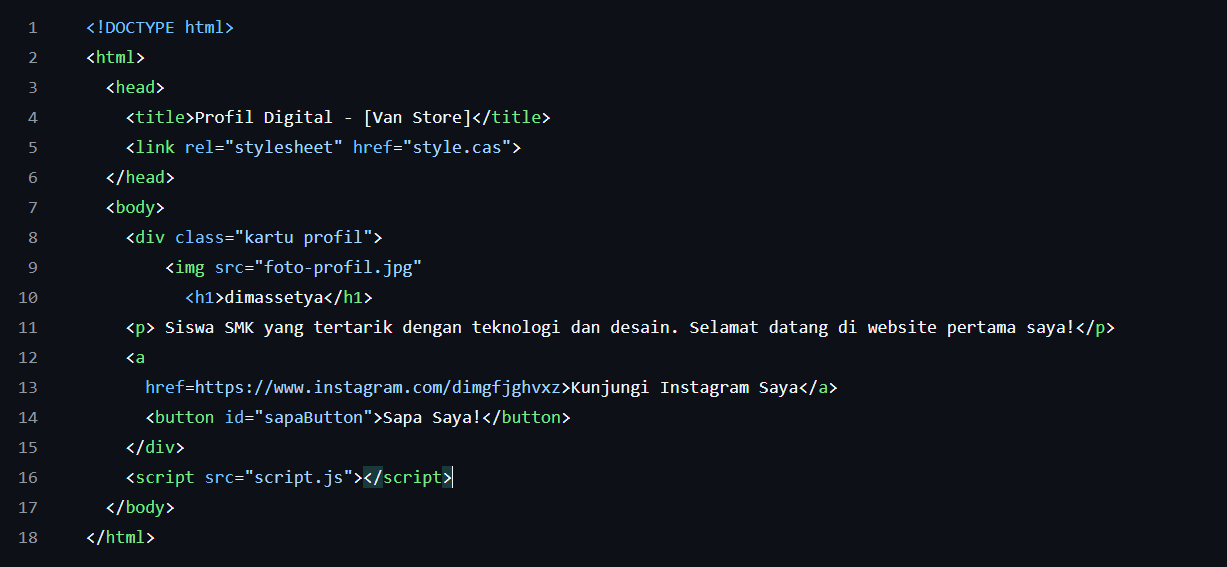 1 <!DOCTYPE html>
2 <html>
3 <head>
4 <title>Profil Digital - [Van Store]</title>
5 <link rel="stylesheet" href="style.cas">
6 </head>
7 <body>
8 <div class="kartu profil">
9 <img src="foto-profil.jpg"
10 <h1>dimassetya</h1>
11 <p> Siswa SMK yang tertarik dengan teknologi dan desain. Selamat datang di website pertama saya!</p>
12 <a
13 href=https://www.instagram.com/dimgfjghvxz>Kunjungi Instagram Saya</a>
14 <button id="sapaButton">Sapa Saya!</button>
15 </div>
16 <script src="script.js"></script>
17 </body>
18 </html>